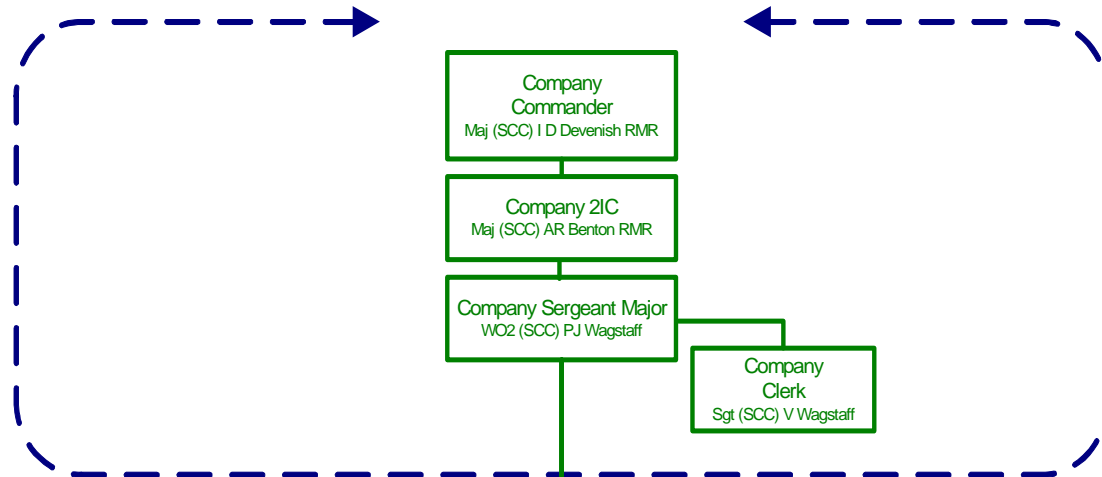 Company
Commander
Maj (SCC) I D Devenish RMR
Company 2IC
Maj (SCC) AR Benton RMR
Company Sergeant Major
WO2 (SCC) PJ Wagstaff
Company
Clerk
Sgt (SCC) V Wagstaff